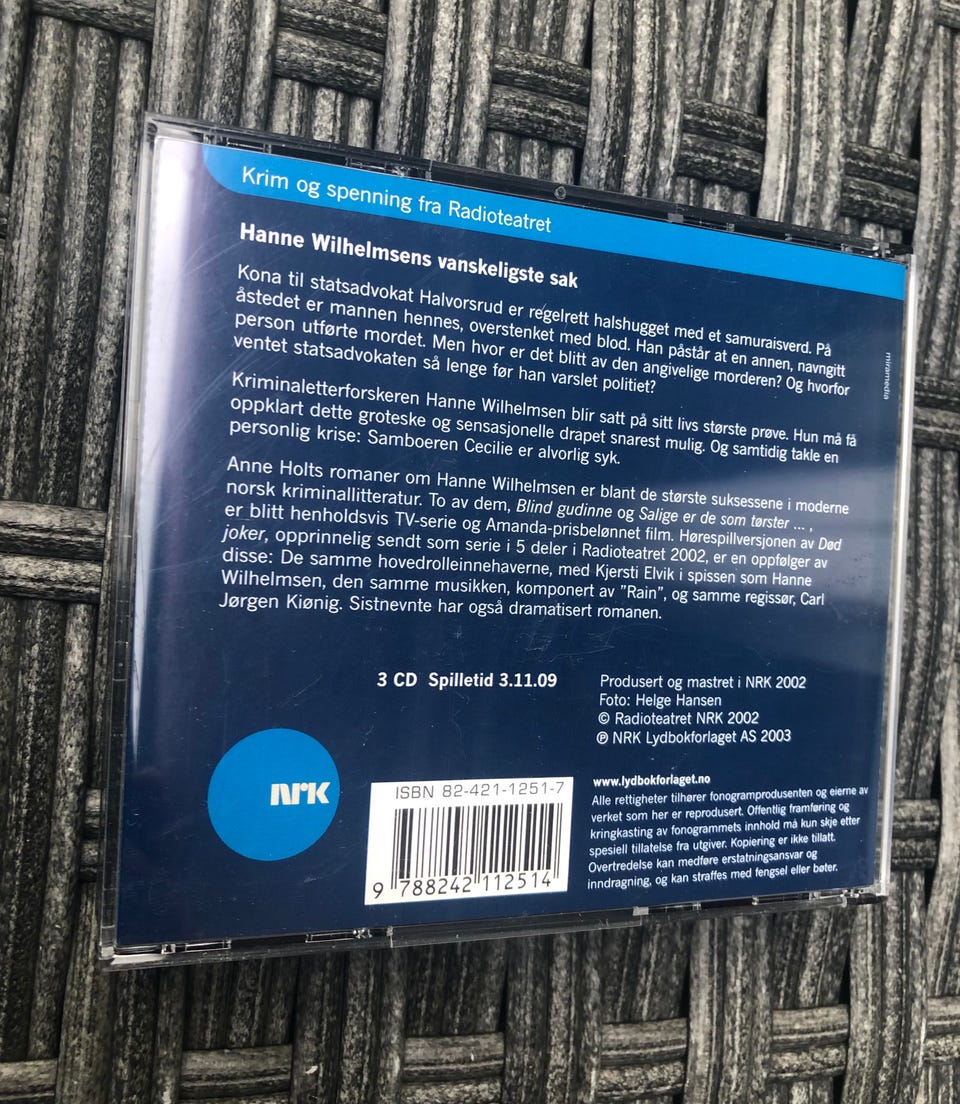 Krim og spenning fra Radioteatret
Hanne Wilhelmsens vanskeligste sak
Kona til statsadvokat Halvorsrud er regelrett halshugget med et samuraisverd. På
åstedet er mannen hennes, overstenket med blod. Han påstår at en annen, navngitt
person utførte mordet. Men hvor er det blitt av den angivelige morderen? Og hvorfor
ventet statsadvokaten så lenge før han varslet politiet?
Kriminaletterforskeren Hanne Wilhelmsen blir satt på sitt livs største prøve. Hun må få
oppklart dette groteske og sensasjonelle drapet snarest mulig. Og samtidig takle en
personlig krise: Samboeren Cecilie er alvorlig syk.
Anne Holts romaner om Hanne Wilhelmsen er blant de største suksessene i moderne
norsk kriminallitteratur. To av dem, Blind gudinne og Salige er de som tørster ... ,
er blitt henholdsvis TV-serie og Amanda-prisbelønnet film. Hørespillversjonen av Død
joker, opprinnelig sendt som serie i 5 deler i Radioteatret 2002, er en oppfølger av
disse: De samme hovedrolleinnehaverne, med Kjersti Elvik i spissen som Hanne
Wilhelmsen, den samme musikken, komponert av ”Rain”, og samme regissør, Carl
Jørgen Kiønig. Sistnevnte har også dramatisert romanen.
miramedia
3 CD Spilletid 3.11.09
Produsert og mastret i NRK 2002
Foto: Helge Hansen
© Radioteatret NRK 2002
℗ NRK Lydbokforlaget AS 2003
NRK
ISBN 82-421-1251-7
9 788242 112514
www.lydbokforlaget.no
Alle rettigheter tilhører fonogramprodusenten og eierne av
verket som her er reprodusert. Offentlig framføring og
kringkasting av fonogrammets innhold må kun skje etter
spesiell tillatelse fra utgiver. Kopiering er ikke tillatt.
Overtredelse kan medføre erstatningsansvar og
inndragning, og kan straffes med fengsel eller bøter.